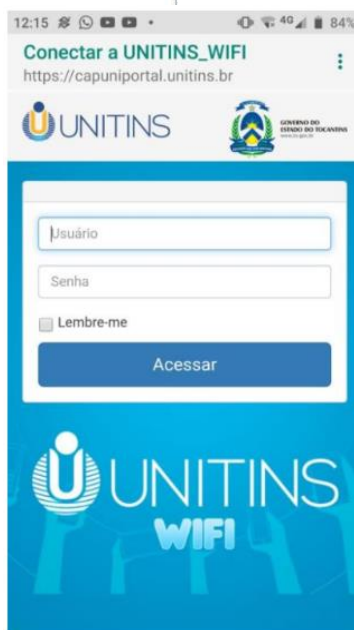 12:15 4G 84%
Conectar a UNITINS_WIFI
https://capuniportal.unitins.br
UNITINS
GOVERNO DO
ESTADO DO TOCANTINS
Usuário
Senha
Lembre-me
Acessar
UNITINS
WIFI